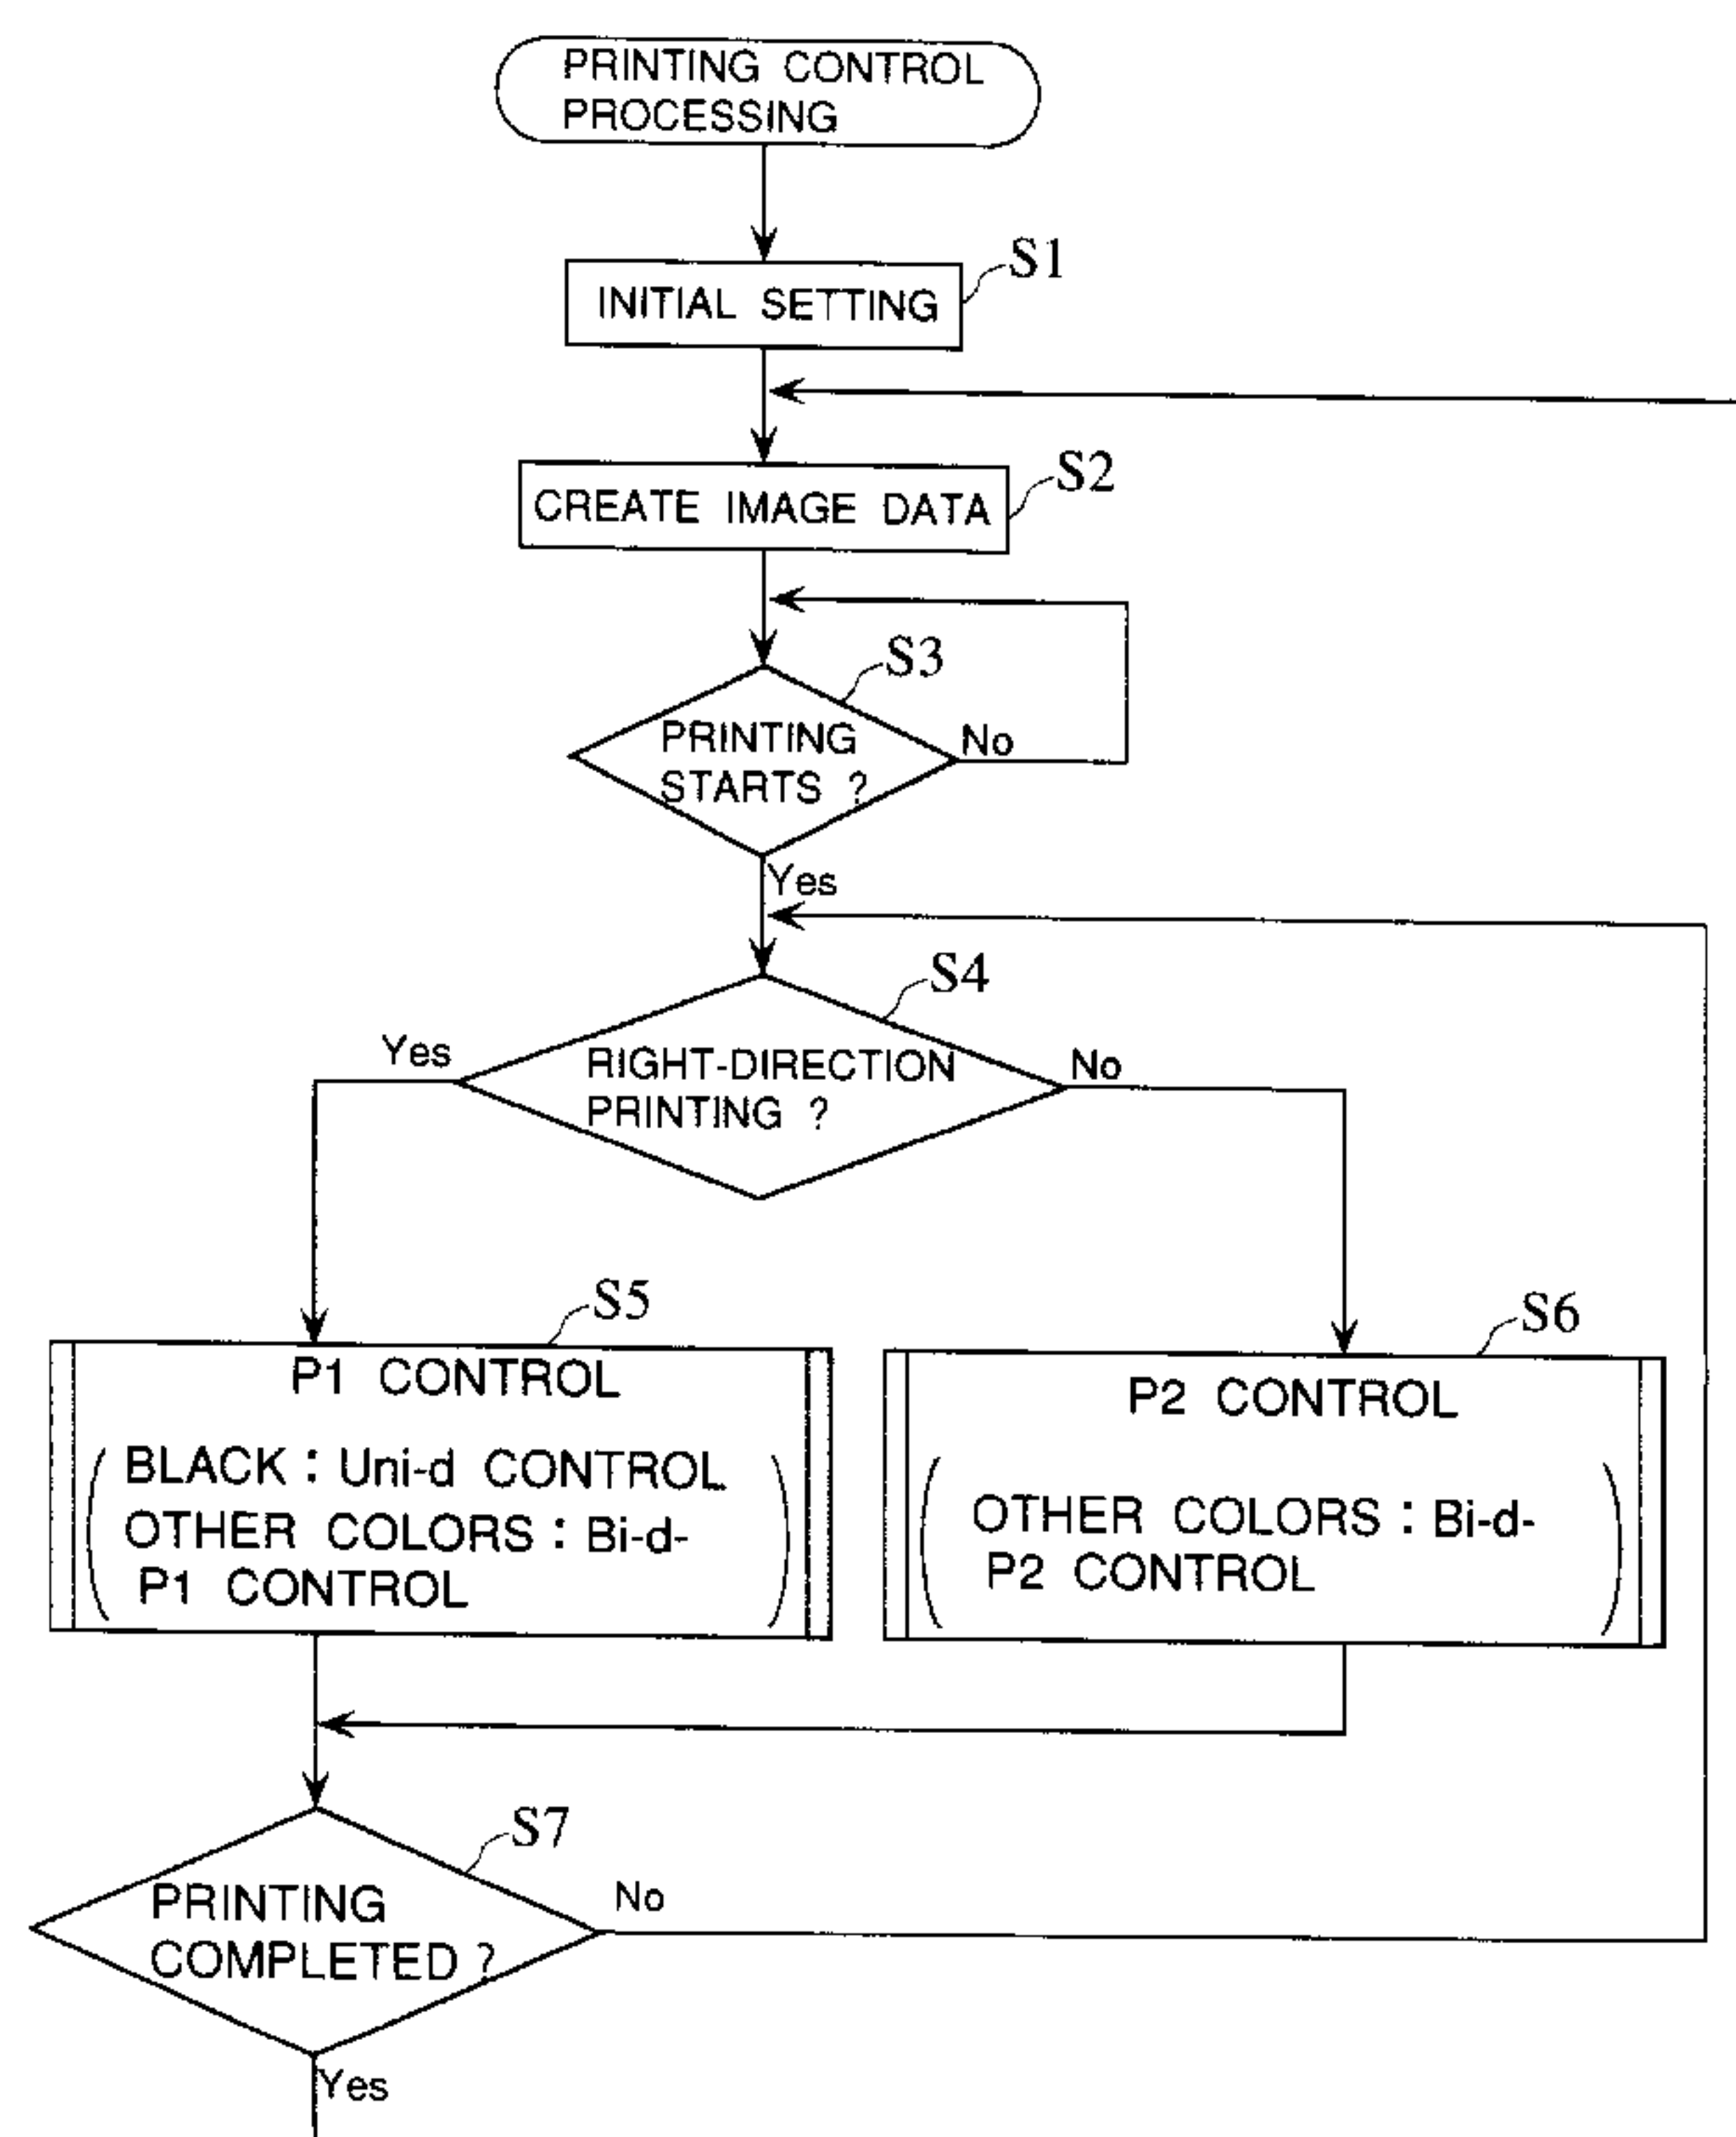 PRINTING CONTROL
PROCESSING
S1
INITIAL SETTING
S2
CREATE IMAGE DATA
S3
PRINTING
STARTS ?
No
Yes
S4
Yes
RIGHT-DIRECTION
PRINTING ?
No
S5
P1 CONTROL
BLACK : Uni-d CONTROL
OTHER COLORS : Bi-d-
P1 CONTROL
S6
P2 CONTROL
OTHER COLORS : Bi-d-
P2 CONTROL
S7
PRINTING
COMPLETED ?
No
Yes